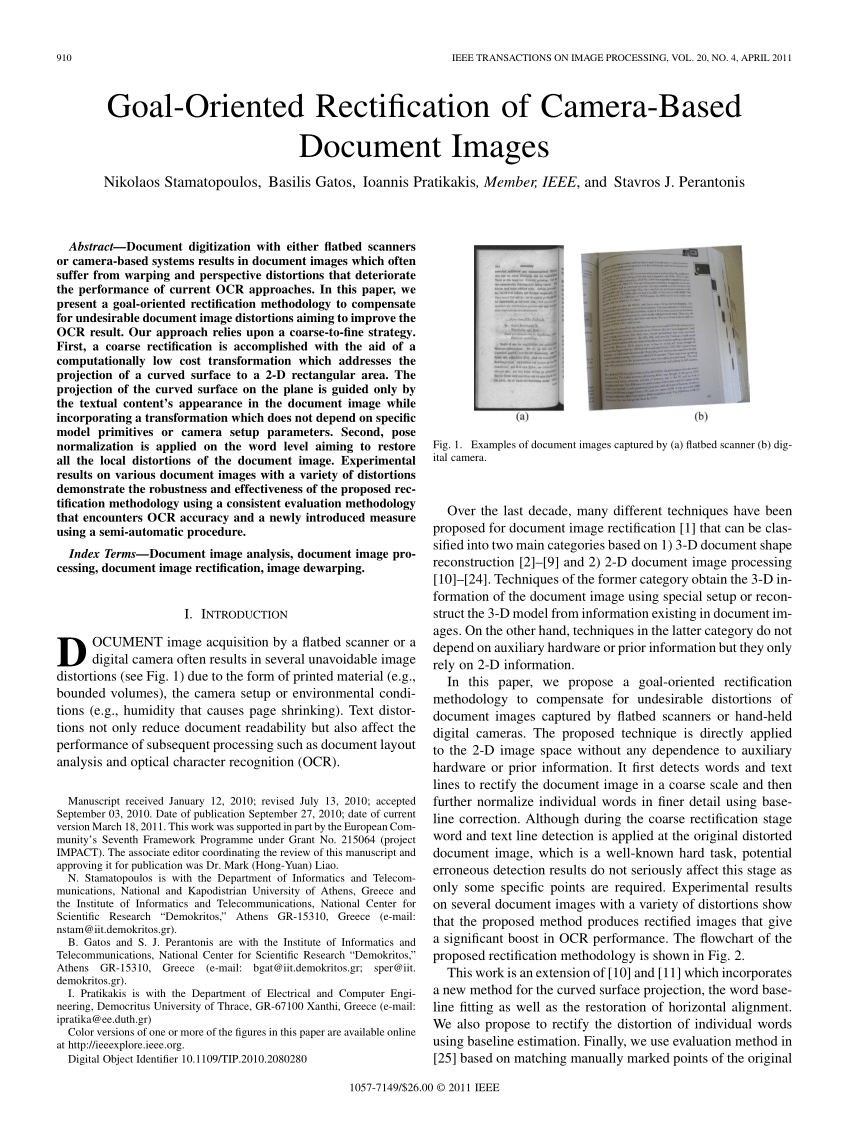 910
IEEE TRANSACTIONS ON IMAGE PROCESSING, VOL. 20, NO. 4, APRIL 2011
Goal-Oriented Rectification of Camera-Based
Document Images
Nikolaos Stamatopoulos, Basilis Gatos, Ioannis Pratikakis, Member, IEEE, and Stavros J. Perantonis
Abstract—Document digitization with either flatbed scanners
or camera-based systems results in document images which often
suffer from warping and perspective distortions that deteriorate
the performance of current OCR approaches. In this paper, we
present a goal-oriented rectification methodology to compensate
for undesirable document image distortions aiming to improve the
OCR result. Our approach relies upon a coarse-to-fine strategy.
First, a coarse rectification is accomplished with the aid of a
computationally low cost transformation which addresses the
projection of a curved surface to a 2-D rectangular area. The
projection of the curved surface on the plane is guided only by
the textual content's appearance in the document image while
incorporating a transformation which does not depend on specific
model primitives or camera setup parameters. Second, pose
normalization is applied on the word level aiming to restore
all the local distortions of the document image. Experimental
results on various document images with a variety of distortions
demonstrate the robustness and effectiveness of the proposed rec-
tification methodology using a consistent evaluation methodology
that encounters OCR accuracy and a newly introduced measure
using a semi-automatic procedure.
Index Terms—Document image analysis, document image pro-
cessing, document image rectification, image dewarping.
I. INTRODUCTION
DOCUMENT image acquisition by a flatbed scanner or a
digital camera often results in several unavoidable image
distortions (see Fig. 1) due to the form of printed material (e.g.,
bounded volumes), the camera setup or environmental condi-
tions (e.g., humidity that causes page shrinking). Text distor-
tions not only reduce document readability but also affect the
performance of subsequent processing such as document layout
analysis and optical character recognition (OCR).
Manuscript received January 12, 2010; revised July 13, 2010; accepted
September 03, 2010. Date of publication September 27, 2010; date of current
version March 18, 2011. This work was supported in part by the European Com-
munity's Seventh Framework Programme under Grant No. 215064 (project
IMPACT). The associate editor coordinating the review of this manuscript and
approving it for publication was Dr. Mark (Hong-Yuan) Liao.
N. Stamatopoulos is with the Department of Informatics and Telecom-
munications, National and Kapodistrian University of Athens, Greece and
the Institute of Informatics and Telecommunications, National Center for
Scientific Research “Demokritos,” Athens GR-15310, Greece (e-mail:
nstam@iit.demokritos.gr).
B. Gatos and S. J. Perantonis are with the Institute of Informatics and
Telecommunications, National Center for Scientific Research “Demokritos,”
Athens GR-15310, Greece (e-mail: bgat@iit.demokritos.gr; sper@iit.
demokritos.gr).
I. Pratikakis is with the Department of Electrical and Computer Engi-
neering, Democritus University of Thrace, GR-67100 Xanthi, Greece (e-mail:
ipratika@ee.duth.gr)
Color versions of one or more of the figures in this paper are available online
at http://ieeexplore.ieee.org.
Digital Object Identifier 10.1109/TIP.2010.2080280
(a)
(b)
Fig. 1. Examples of document images captured by (a) flatbed scanner (b) dig-
ital camera.
Over the last decade, many different techniques have been
proposed for document image rectification [1] that can be clas-
sified into two main categories based on 1) 3-D document shape
reconstruction [2]–[9] and 2) 2-D document image processing
[10]–[24]. Techniques of the former category obtain the 3-D in-
formation of the document image using special setup or recon-
struct the 3-D model from information existing in document im-
ages. On the other hand, techniques in the latter category do not
depend on auxiliary hardware or prior information but they only
rely on 2-D information.
In this paper, we propose a goal-oriented rectification
methodology to compensate for undesirable distortions of
document images captured by flatbed scanners or hand-held
digital cameras. The proposed technique is directly applied
to the 2-D image space without any dependence to auxiliary
hardware or prior information. It first detects words and text
lines to rectify the document image in a coarse scale and then
further normalize individual words in finer detail using base-
line correction. Although during the coarse rectification stage
word and text line detection is applied at the original distorted
document image, which is a well-known hard task, potential
erroneous detection results do not seriously affect this stage as
only some specific points are required. Experimental results
on several document images with a variety of distortions show
that the proposed method produces rectified images that give
a significant boost in OCR performance. The flowchart of the
proposed rectification methodology is shown in Fig. 2.
This work is an extension of [10] and [11] which incorporates
a new method for the curved surface projection, the word base-
line fitting as well as the restoration of horizontal alignment.
We also propose to rectify the distortion of individual words
using baseline estimation. Finally, we use evaluation method in
[25] based on matching manually marked points of the original
1057-7149/$26.00 © 2011 IEEE